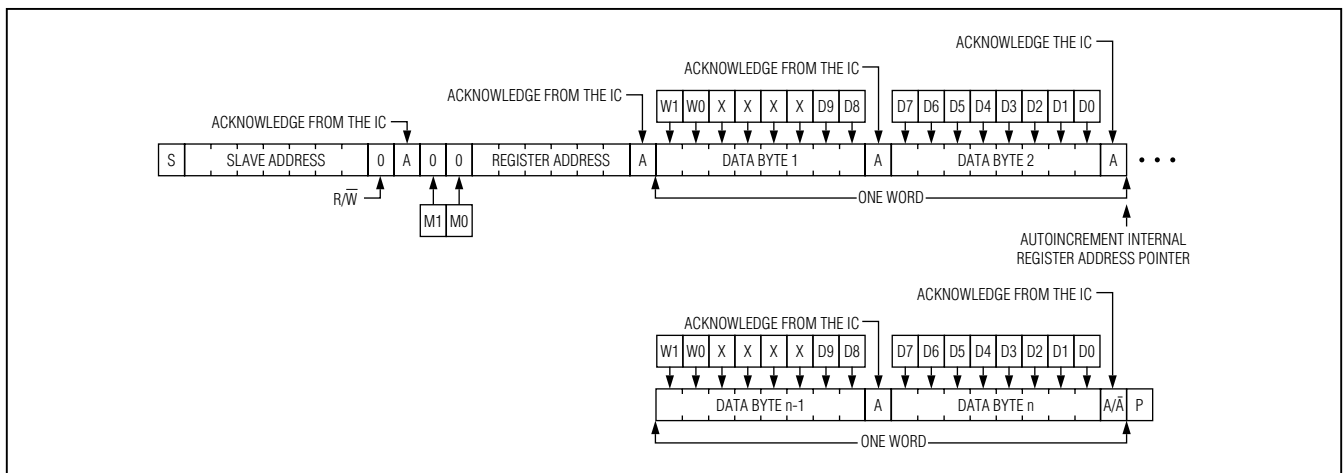 ACKNOWLEDGE THE IC
ACKNOWLEDGE FROM THE IC
ACKNOWLEDGE FROM THE IC
W1 W0 X X X X D9 D8 D7 D6 D5 D4 D3 D2 D1 D0
ACKNOWLEDGE FROM THE IC
S SLAVE ADDRESS 0 A 0 0 REGISTER ADDRESS A DATA BYTE 1 A DATA BYTE 2 A • • •
R/W̅
ONE WORD
M1 M0
AUTOINCREMENT INTERNAL
REGISTER ADDRESS POINTER
ACKNOWLEDGE FROM THE IC
ACKNOWLEDGE FROM THE IC
W1 W0 X X X X D9 D8 D7 D6 D5 D4 D3 D2 D1 D0
DATA BYTE n-1 A DATA BYTE n A/A̅ P
ONE WORD